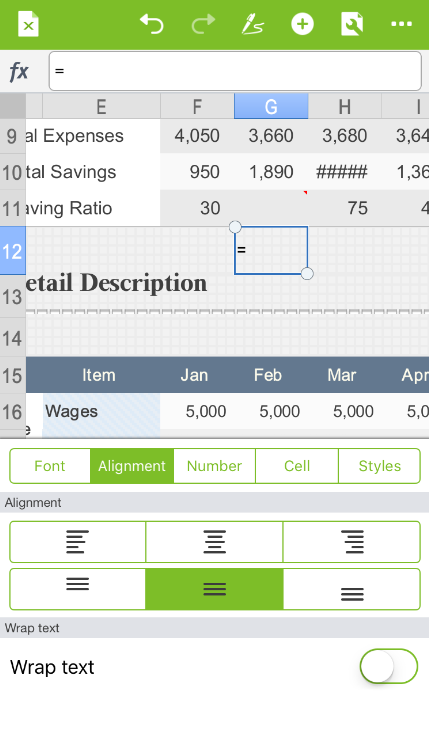 fx =
E F G H I
9 al Expenses 4,050 3,660 3,680 3,64
10 tal Savings 950 1,890 ##### 1,36
11 aving Ratio 30 75 4
12 =
13 etail Description
14
15 Item Jan Feb Mar Apr
16 Wages 5,000 5,000 5,000 5,0
e
Font Alignment Number Cell Styles
Alignment
Wrap text
Wrap text